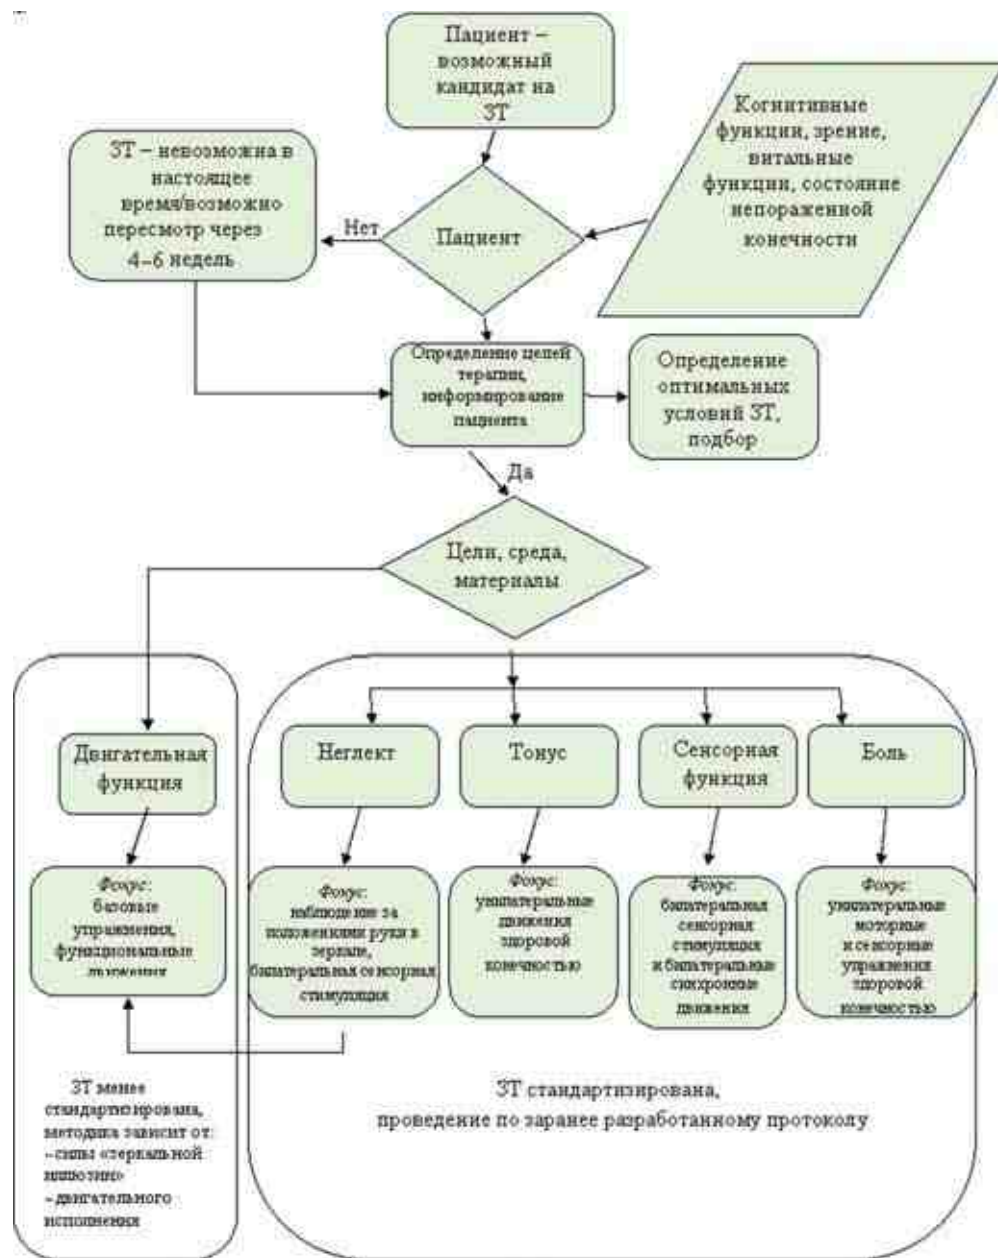 Пациент –
возможный
кандидат на
ЗТ
Когнитивные
функции, зрение,
витальные
функции, состояние
непораженной
конечности
ЗТ – невозможна в
настоящее
время/возможно
пересмотр через
4–6 недель
Нет
Пациент
Определение целей
терапии,
информирование
пациента
Определение
оптимальных
условий ЗТ,
подбор
Да
Цели, среда,
материалы
Двигательная
функция
Неглект
Тонус
Сенсорная
функция
Боль
Фокус:
базовые
упражнения,
функциональные
движения
Фокус:
наблюдение за
положениями руки в
зеркале,
билатеральная сенсорная
стимуляция
Фокус:
унилатеральные
движения
здоровой
конечностью
Фокус:
билатеральная
сенсорная
стимуляция
и билатеральные
синхронные
движения
Фокус:
унилатеральные
моторные
и сенсорные
упражнения
здоровой
конечностью
ЗТ менее
стандартизирована,
методика зависит от:
–силы «зеркальной
иллюзии»
–двигательного
исполнения
ЗТ стандартизирована,
проведение по заранее разработанному протоколу